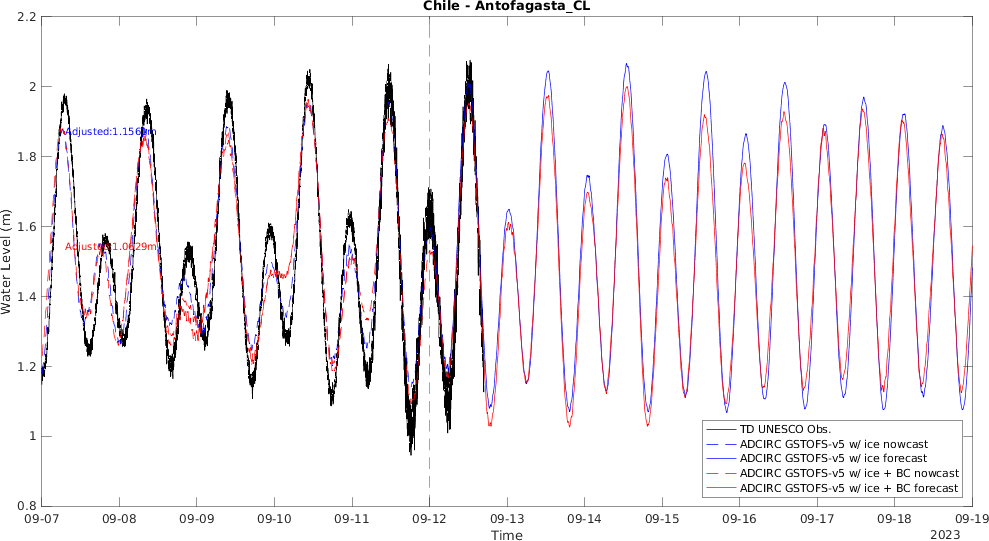 Chile - Antofagasta_CL
2.2
2
1.8
1.6
1.4
1.2
1
0.8
Water Level (m)
Adjusted:1.1568m
Adjusted:1.0629m
TD UNESCO Obs.
ADCIRC GSTOFS-v5 w/ ice nowcast
ADCIRC GSTOFS-v5 w/ ice forecast
ADCIRC GSTOFS-v5 w/ ice + BC nowcast
ADCIRC GSTOFS-v5 w/ ice + BC forecast
09-07 09-08 09-09 09-10 09-11 09-12 09-13 09-14 09-15 09-16 09-17 09-18 09-19
Time
2023